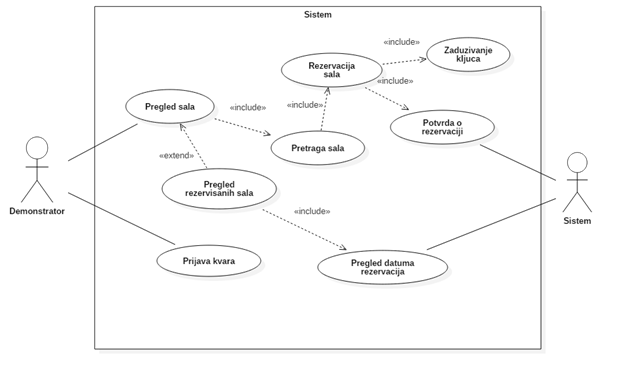 Sistem
«include»
Zaduzivanje
kljuca
Rezervacija
sala
«include»
Pregled sala
«include»
«include»
Potvrda o
rezervaciji
Pretraga sala
«extend»
Pregled
rezervisanih sala
Demonstrator
«include»
Sistem
Prijava kvara
Pregled datuma
rezervacija